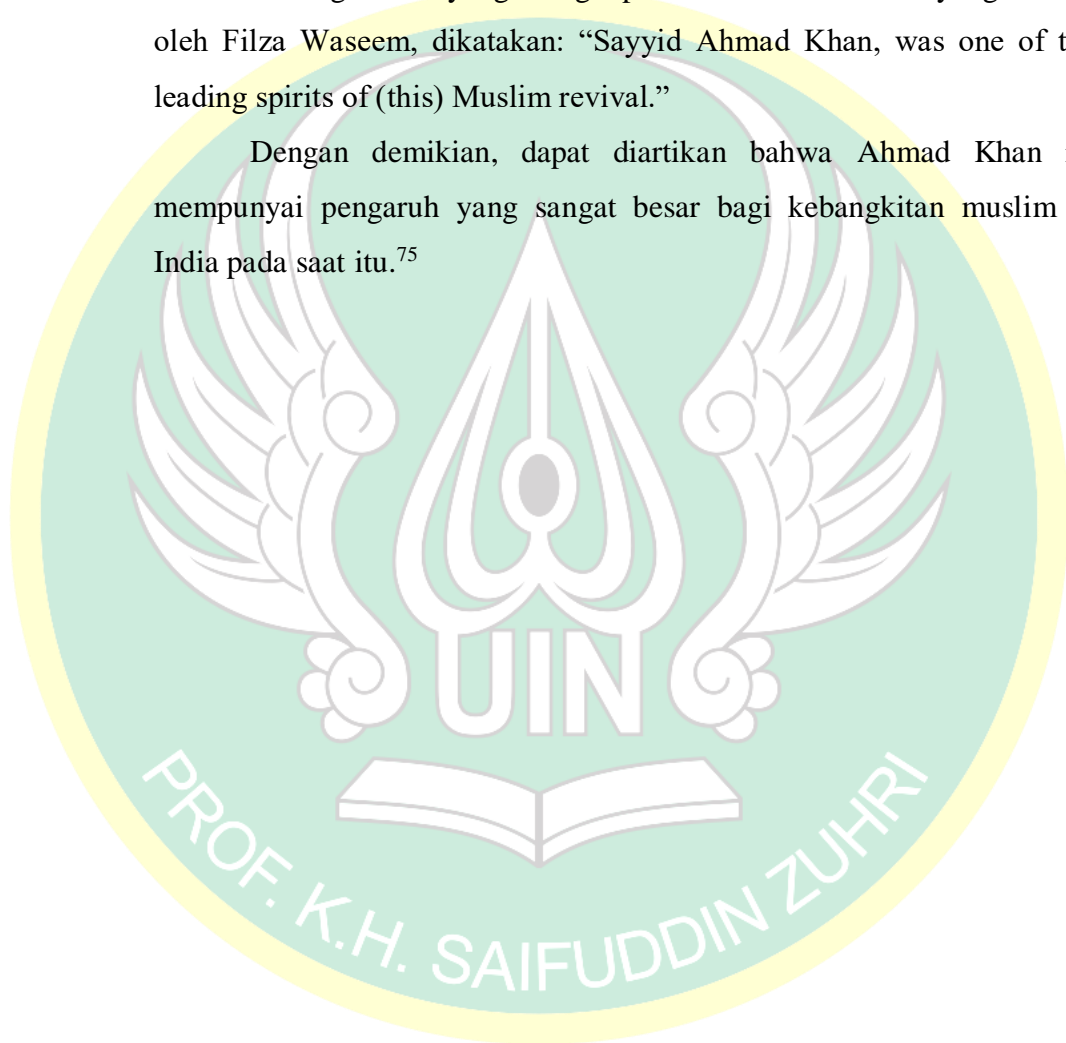 oleh Filza Waseem, dikatakan: “Sayyid Ahmad Khan, was one of
leading spirits of (this) Muslim revival.”
Dengan demikian, dapat diartikan bahwa Ahmad Khan
mempunyai pengaruh yang sangat besar bagi kebangkitan muslim
India pada saat itu.75
UIN
PROF. K.H. SAIFUDDIN ZUHRI